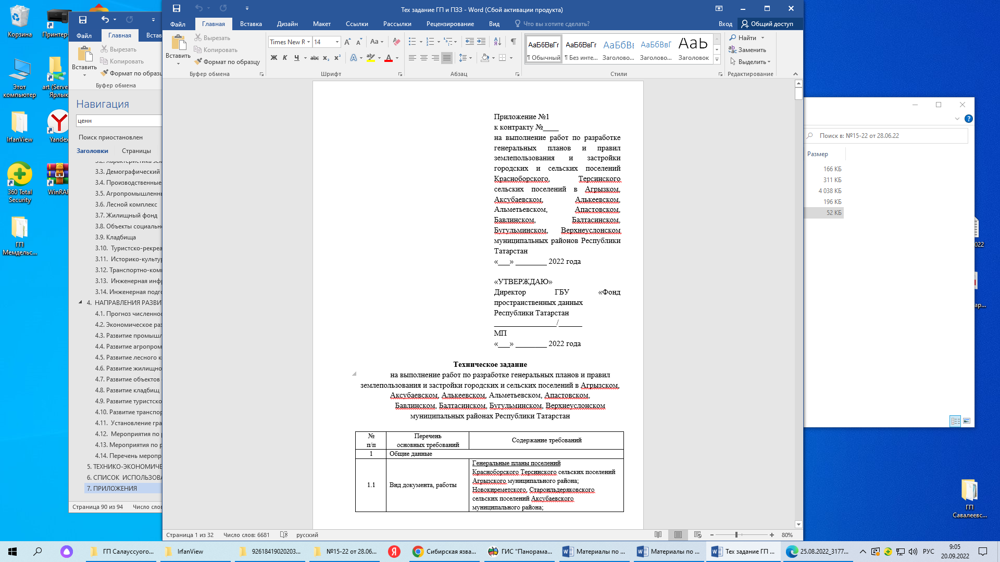 Корзина
Принтер-
Этот
компьютер
art (Serve
Ярлык
IrfanView
Yandex
360 Total
Security
WinRAR
ГП
Мемдельс...
Файл
Главная
Встав
Вставить
Вырезать
Копировать
Формат по образц
Буфер обмена
Навигация
ценн
Поиск приостановлен
Заголовки
Страницы
3.2. Характеристика зем
3.3. Демографический
3.4. Производственные
3.5. Агропромышленны
3.6. Лесной комплекс
3.7. Жилищный фонд
3.8. Объекты социально
3.9. Кладбища
3.10. Туристско-рекреа
3.11. Историко-культур
3.12. Транспортно-комм
3.13. Инженерная инфр
3.14. Инженерная подго
4. НАПРАВЛЕНИЯ РАЗВИТ
4.1. Прогноз численнос
4.2. Экономическое раз
4.3. Развитие промышл
4.4. Развитие агропром
4.5. Развитие лесного к
4.6. Развитие жилищно
4.7. Развитие объектов
4.8. Развитие кладбищ
4.9. Развитие туристско
4.10. Развитие транспор
4.11. Установление гра
4.12. Мероприятия по р
4.13. Мероприятия по р
4.14. Перечень меропр
5. ТЕХНИКО-ЭКОНОМИЧЕ
6. СПИСОК ИСПОЛЬЗОВА
7. ПРИЛОЖЕНИЯ
Страница 90 из 94
Число слов
Тех задание ГП и ПЗЗ - Word (Сбой активации продукта)
Файл
Главная
Вставка
Дизайн
Макет
Ссылки
Рассылки
Рецензирование
Вид
Что вы хотите сделать?
Вход
Общий доступ
Вставить
Вырезать
Копировать
Формат по образцу
Буфер обмена
Times New R
14
Aa
Ж К Ч abc x₂ x²
Шрифт
Абзац
АаБбВвГг
¶ Обычный
АаБбВвГг
¶ Без инте...
АаБбВі
Заголово...
АаБбВвГ
Заголово...
АаЬ
Заголовок
Стили
Найти
Заменить
Выделить
Редактирование
Приложение №1
к контракту №____
на выполнение работ по разработке
генеральных планов и правил
землепользования и застройки
городских и сельских поселений
Красноборского, Терсинского
сельских поселений в Агрызком,
Аксубаевском, Алькеевском,
Альметьевском, Апастовском,
Бавлинском, Балтасинском,
Бугульминском, Верхнеуслонском
муниципальных районов Республики
Татарстан
«___» ________ 2022 года
«УТВЕРЖДАЮ»
Директор ГБУ «Фонд
пространственных данных
Республики Татарстан
________________/______
МП
«___» ________ 2022 года
Техническое задание
на выполнение работ по разработке генеральных планов и правил
землепользования и застройки городских и сельских поселений в Агрызском,
Аксубаевском, Алькеевском, Альметьевском, Апастовском,
Бавлинском, Балтасинском, Бугульминском, Верхнеуслонском
муниципальных районах Республики Татарстан
№
п/п
Перечень
основных требований
Содержание требований
1
Общие данные
1.1
Вид документа, работы
Генеральные планы поселений
Красноборского Терсинского сельских поселений
Агрызского муниципального района;
Новокиреметского, Староильдеряковского
сельских поселений Аксубаевского
муниципального района;
Страница 1 из 32
Число слов: 6681
русский
80%
Поиск в: №15-22 от 28.06.22
Размер
166 КБ
311 КБ
4 038 КБ
196 КБ
52 КБ
ГП
Савалеевс...
ГП Салауссуого...
IrfanView
92618419020203...
№15-22 от 28.06...
Сибирская язва...
ГИС "Панорама...
Материалы по ...
Материалы по ...
Тех задание ГП ...
25.08.2022_3177...
РУС
9:05
20.09.2022